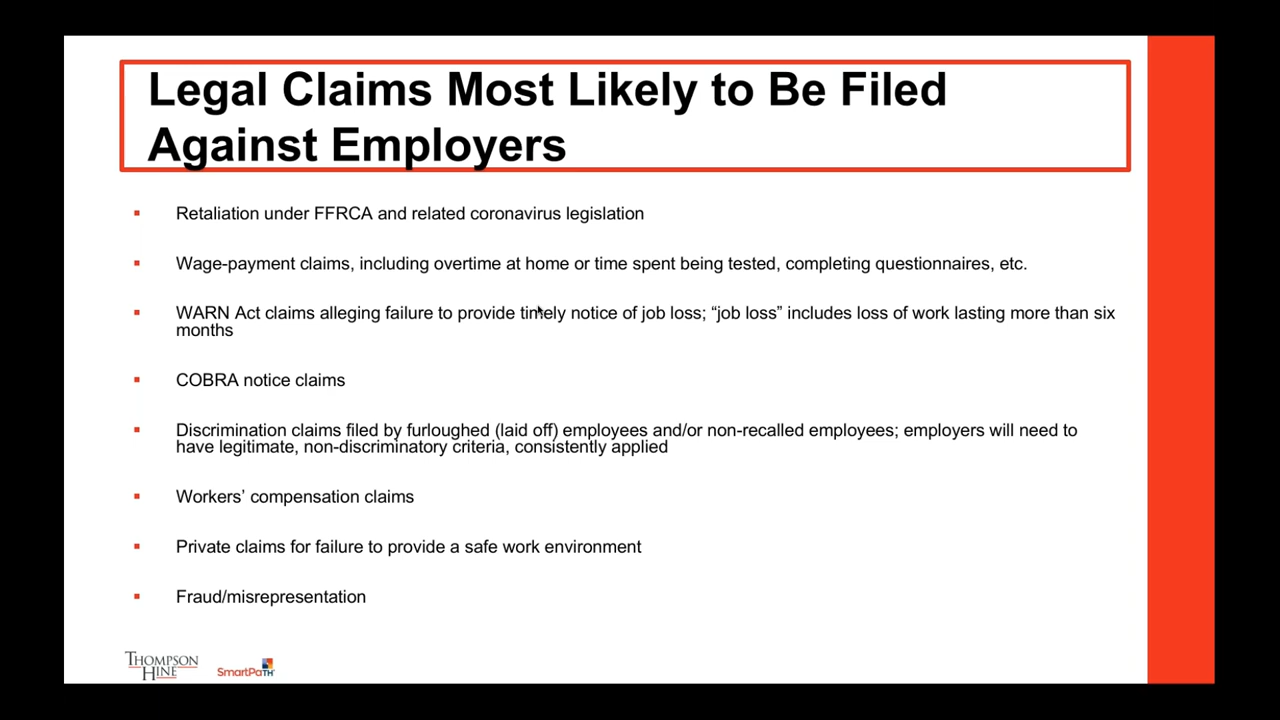 Legal Claims Most Likely to Be Filed
Against Employers
Retaliation under FFRCA and related coronavirus legislation
Wage-payment claims, including overtime at home or time spent being tested, completing questionnaires, etc.
WARN Act claims alleging failure to provide timely notice of job loss; “job loss” includes loss of work lasting more than six
months
COBRA notice claims
Discrimination claims filed by furloughed (laid off) employees and/or non-recalled employees; employers will need to
have legitimate, non-discriminatory criteria, consistently applied
Workers’ compensation claims
Private claims for failure to provide a safe work environment
Fraud/misrepresentation
THOMPSON
HINE
SmartPaTH